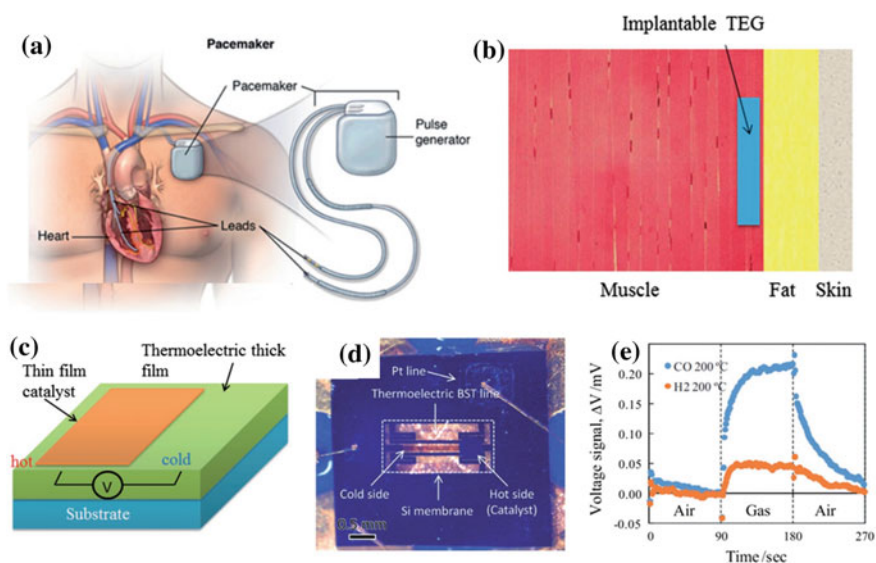 (a)
Pacemaker
Pacemaker
Pulse
generator
Heart
Leads
(b)
Implantable TEG
Muscle
Fat
Skin
(c)
Thermoelectric thick
film
Thin film
catalyst
hot
cold
V
Substrate
(d)
Pt line
Thermoelectric BST line
Cold side
Hot side
(Catalyst)
Si membrane
0.5 mm
(e)
Voltage signal, ΔV /mV
0.20
0.15
0.10
0.05
0.00
-0.05
CO 200 °C
H2 200 °C
Air
Gas
Air
0
90
180
270
Time /sec